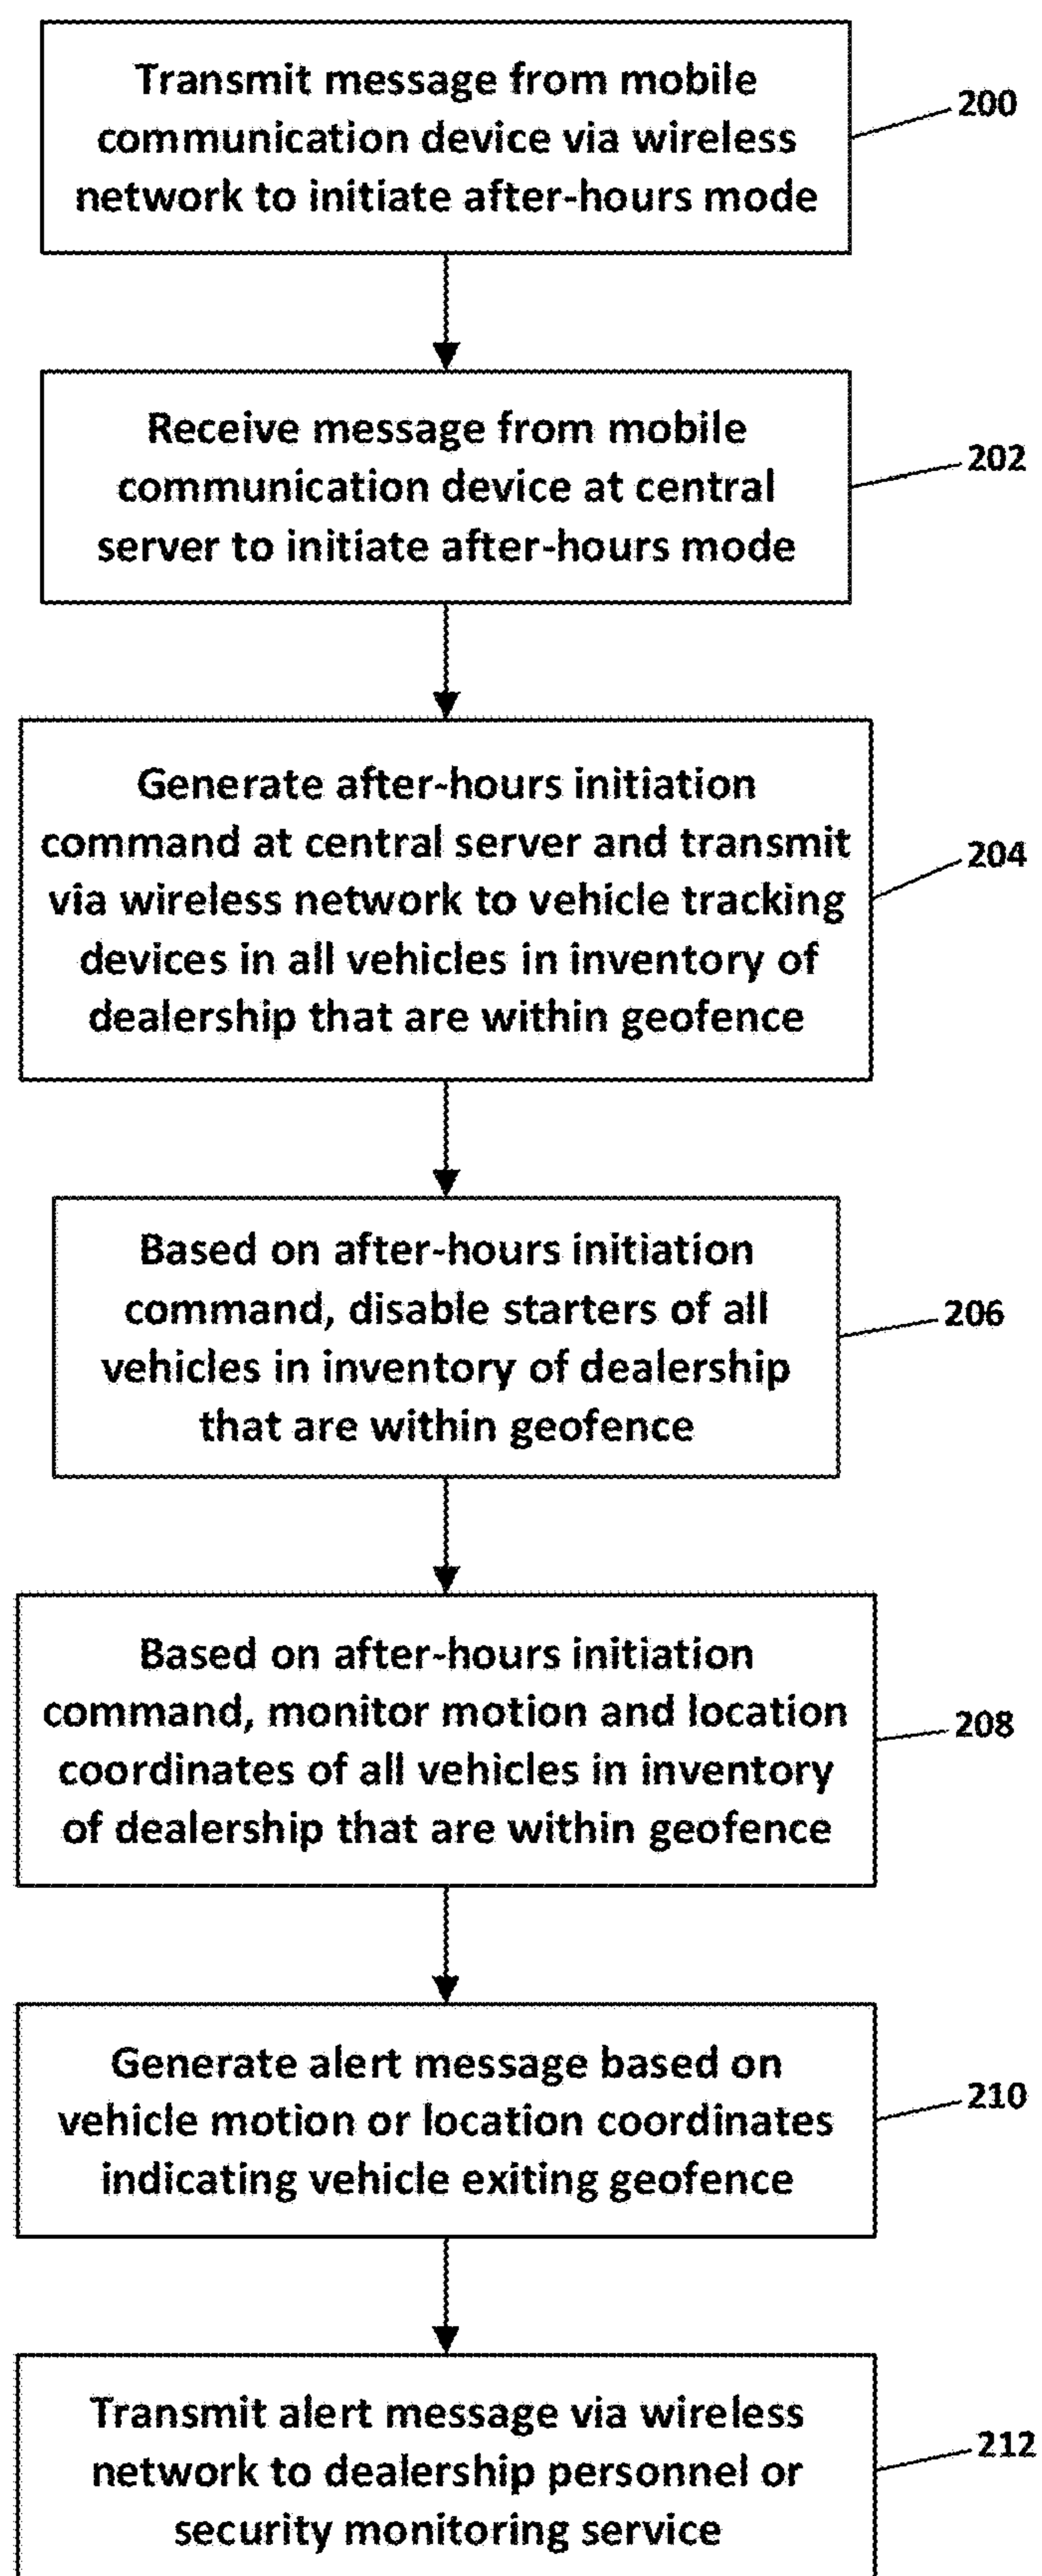 Transmit message from mobile
communication device via wireless
network to initiate after-hours mode
200
Receive message from mobile
communication device at central
server to initiate after-hours mode
202
Generate after-hours initiation
command at central server and transmit
via wireless network to vehicle tracking
devices in all vehicles in inventory of
dealership that are within geofence
204
Based on after-hours initiation
command, disable starters of all
vehicles in inventory of dealership
that are within geofence
206
Based on after-hours initiation
command, monitor motion and location
coordinates of all vehicles in inventory
of dealership that are within geofence
208
Generate alert message based on
vehicle motion or location coordinates
indicating vehicle exiting geofence
210
Transmit alert message via wireless
network to dealership personnel or
security monitoring service
212